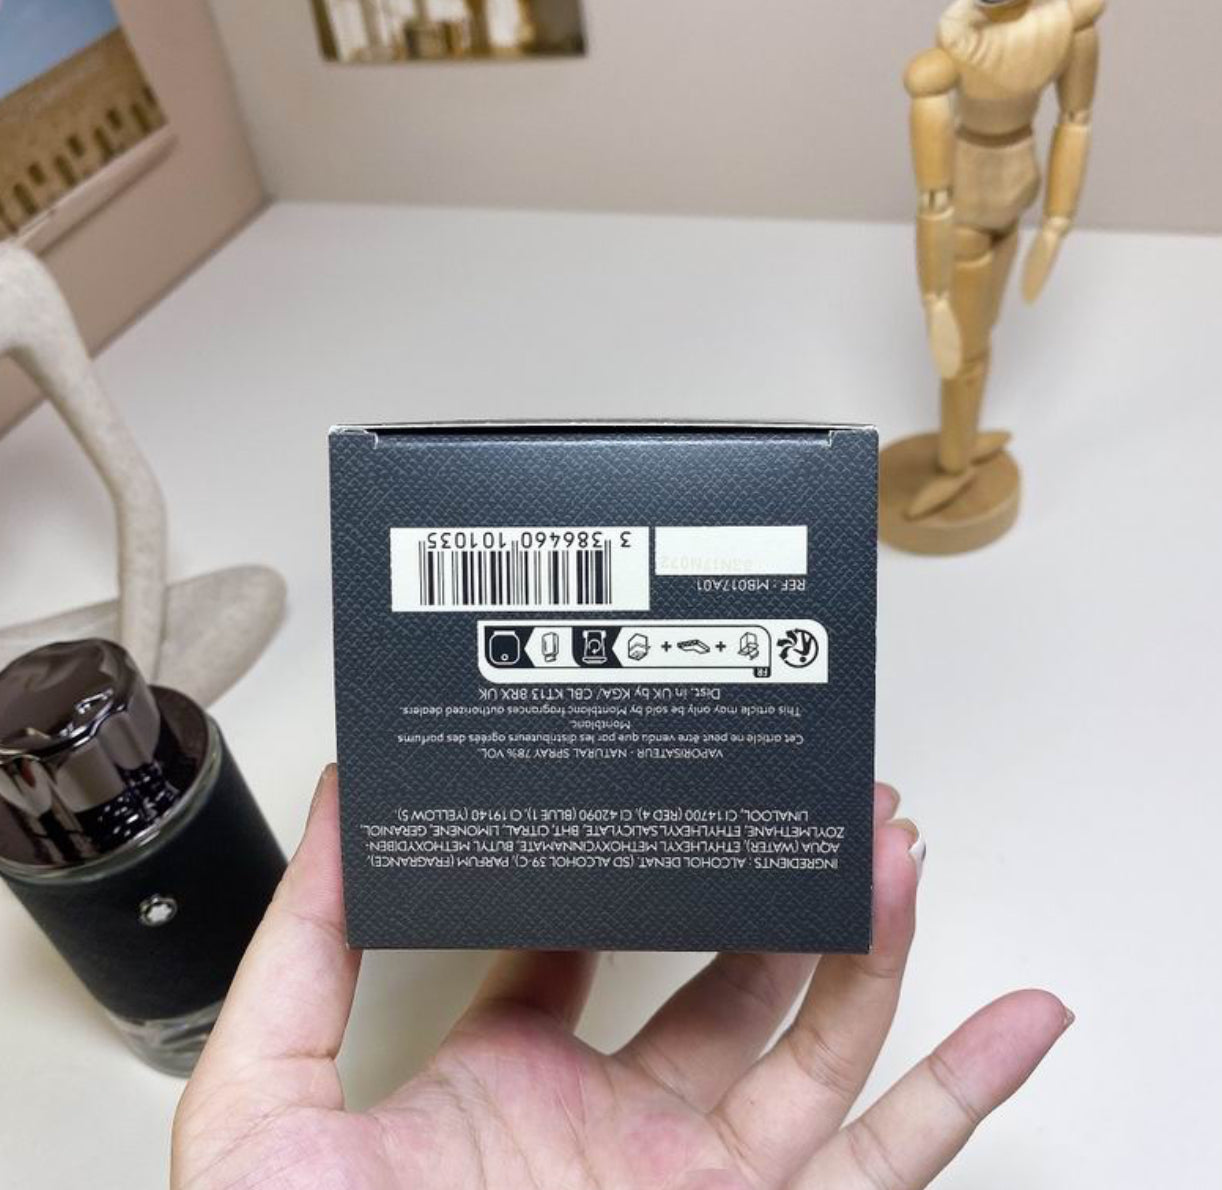 INGREDIENTS : ALCOHOL DENAT. (SD ALCOHOL 39-C), PARFUM (FRAGRANCE),
AQUA (WATER), ETHYLHEXYL METHOXYCINNAMATE, BUTYL METHOXYDIBEN-
ZOYLMETHANE, ETHYLHEXYL SALICYLATE, BHT, CITRAL, LIMONENE, GERANIOL,
LINALOOL, CI 14700 (RED 4), CI 42090 (BLUE 1), CI 19140 (YELLOW 5)
VAPORISATEUR - NATURAL SPRAY 78% VOL.
Cet article ne peut être vendu que par les distributeurs agréés des parfums
Montblanc.
This article may only be sold by Montblanc fragrances authorized dealers.
Dist. in UK by KGA/ CBL KT13 8RX UK
FR
REF : MB017A01
3 386460 101035